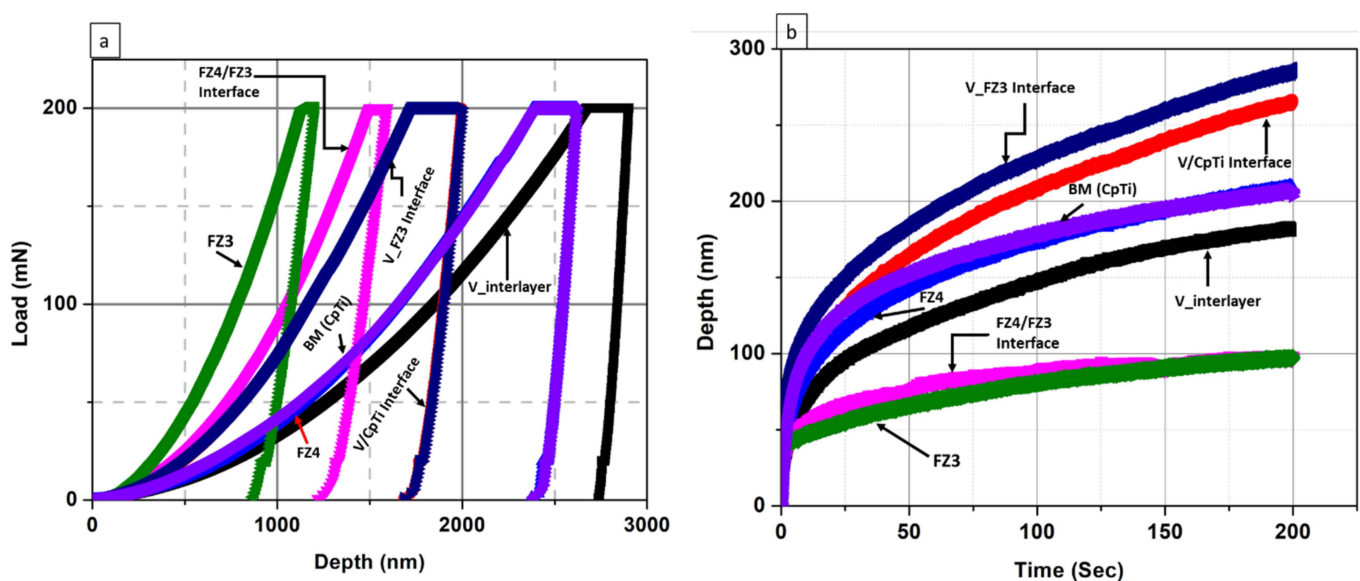 a
200
100
0
Load (mN)
0
1000
2000
3000
Depth (nm)
FZ4/FZ3
Interface
FZ3
V_FZ3 Interface
V_interlayer
BM (CpTi)
V/CpTi Interface
FZ4
b
300
200
100
0
Depth (nm)
0
50
100
150
200
Time (Sec)
V_FZ3 Interface
V/CpTi Interface
BM (CpTi)
FZ4
V_interlayer
FZ4/FZ3
Interface
FZ3